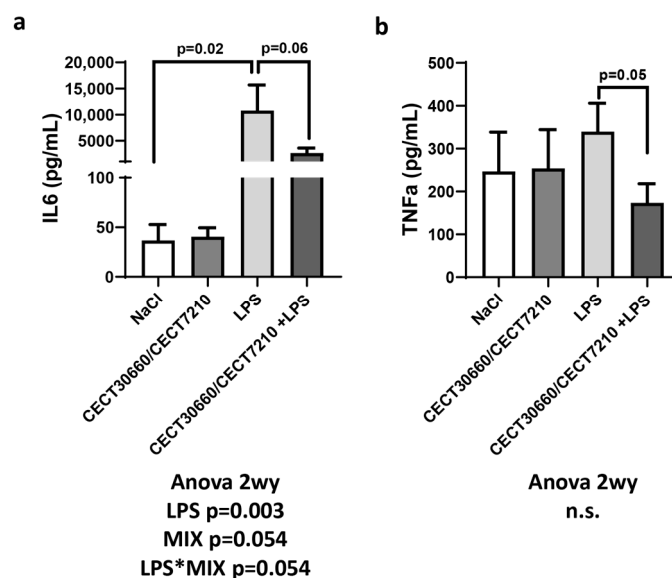 a
p=0.02
p=0.06
20,000
15,000
10,000
5000
100
50
0
IL6 (pg/mL)
NaCl
CECT30660/CECT7210
LPS
CECT30660/CECT7210 +LPS
Anova 2wy
LPS p=0.003
MIX p=0.054
LPS*MIX p=0.054
b
p=0.05
500
400
300
200
100
0
TNFa (pg/mL)
NaCl
CECT30660/CECT7210
LPS
CECT30660/CECT7210 +LPS
Anova 2wy
n.s.